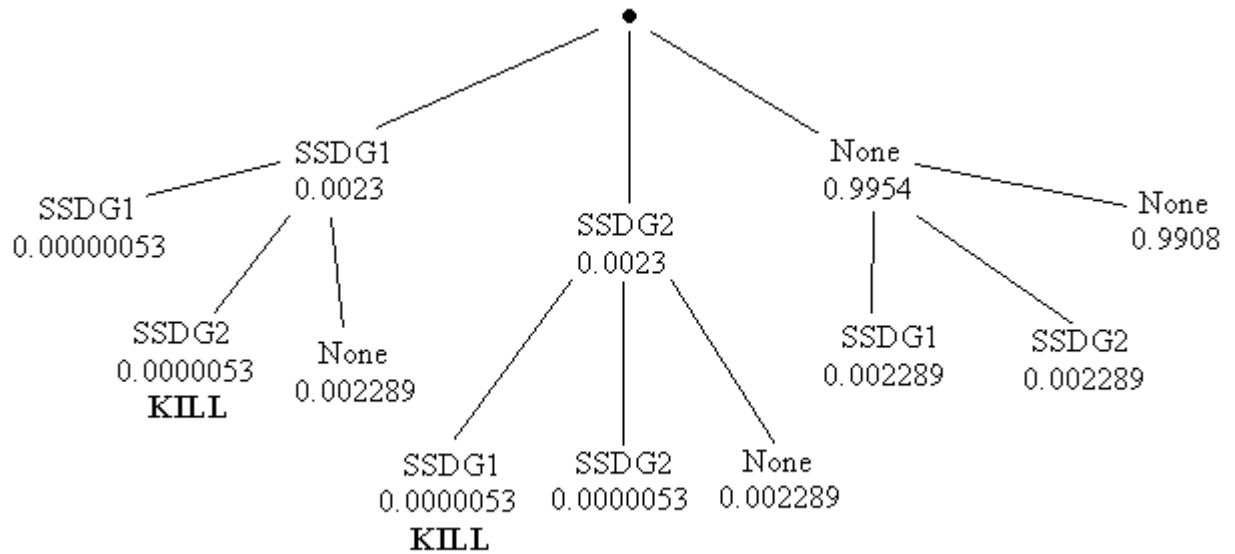 SSDG1
0.0023
SSDG1
0.00000053
SSDG2
0.0000053
KILL
None
0.002289
SSDG2
0.0023
SSDG1
0.0000053
KILL
SSDG2
0.0000053
None
0.002289
None
0.9954
SSDG1
0.002289
SSDG2
0.002289
None
0.9908